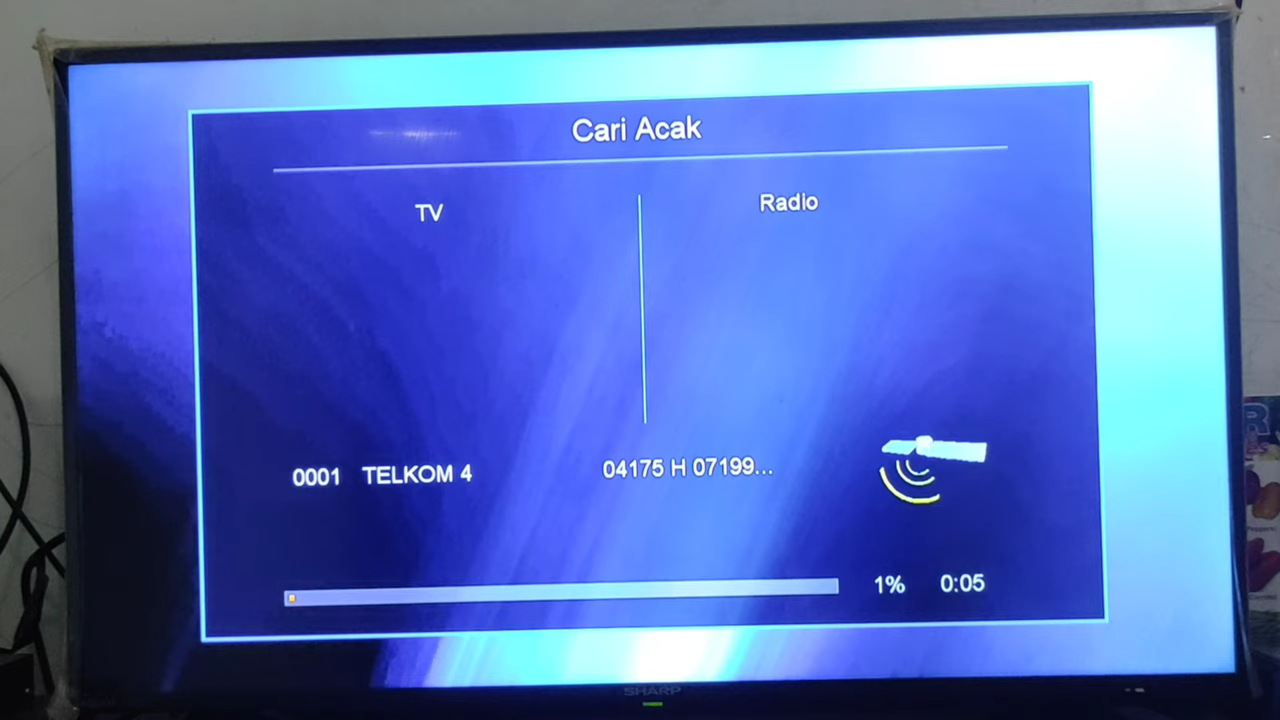 Cari Acak
TV
Radio
0001 TELKOM 4
04175 H 07199...
1% 0:05
SHARP